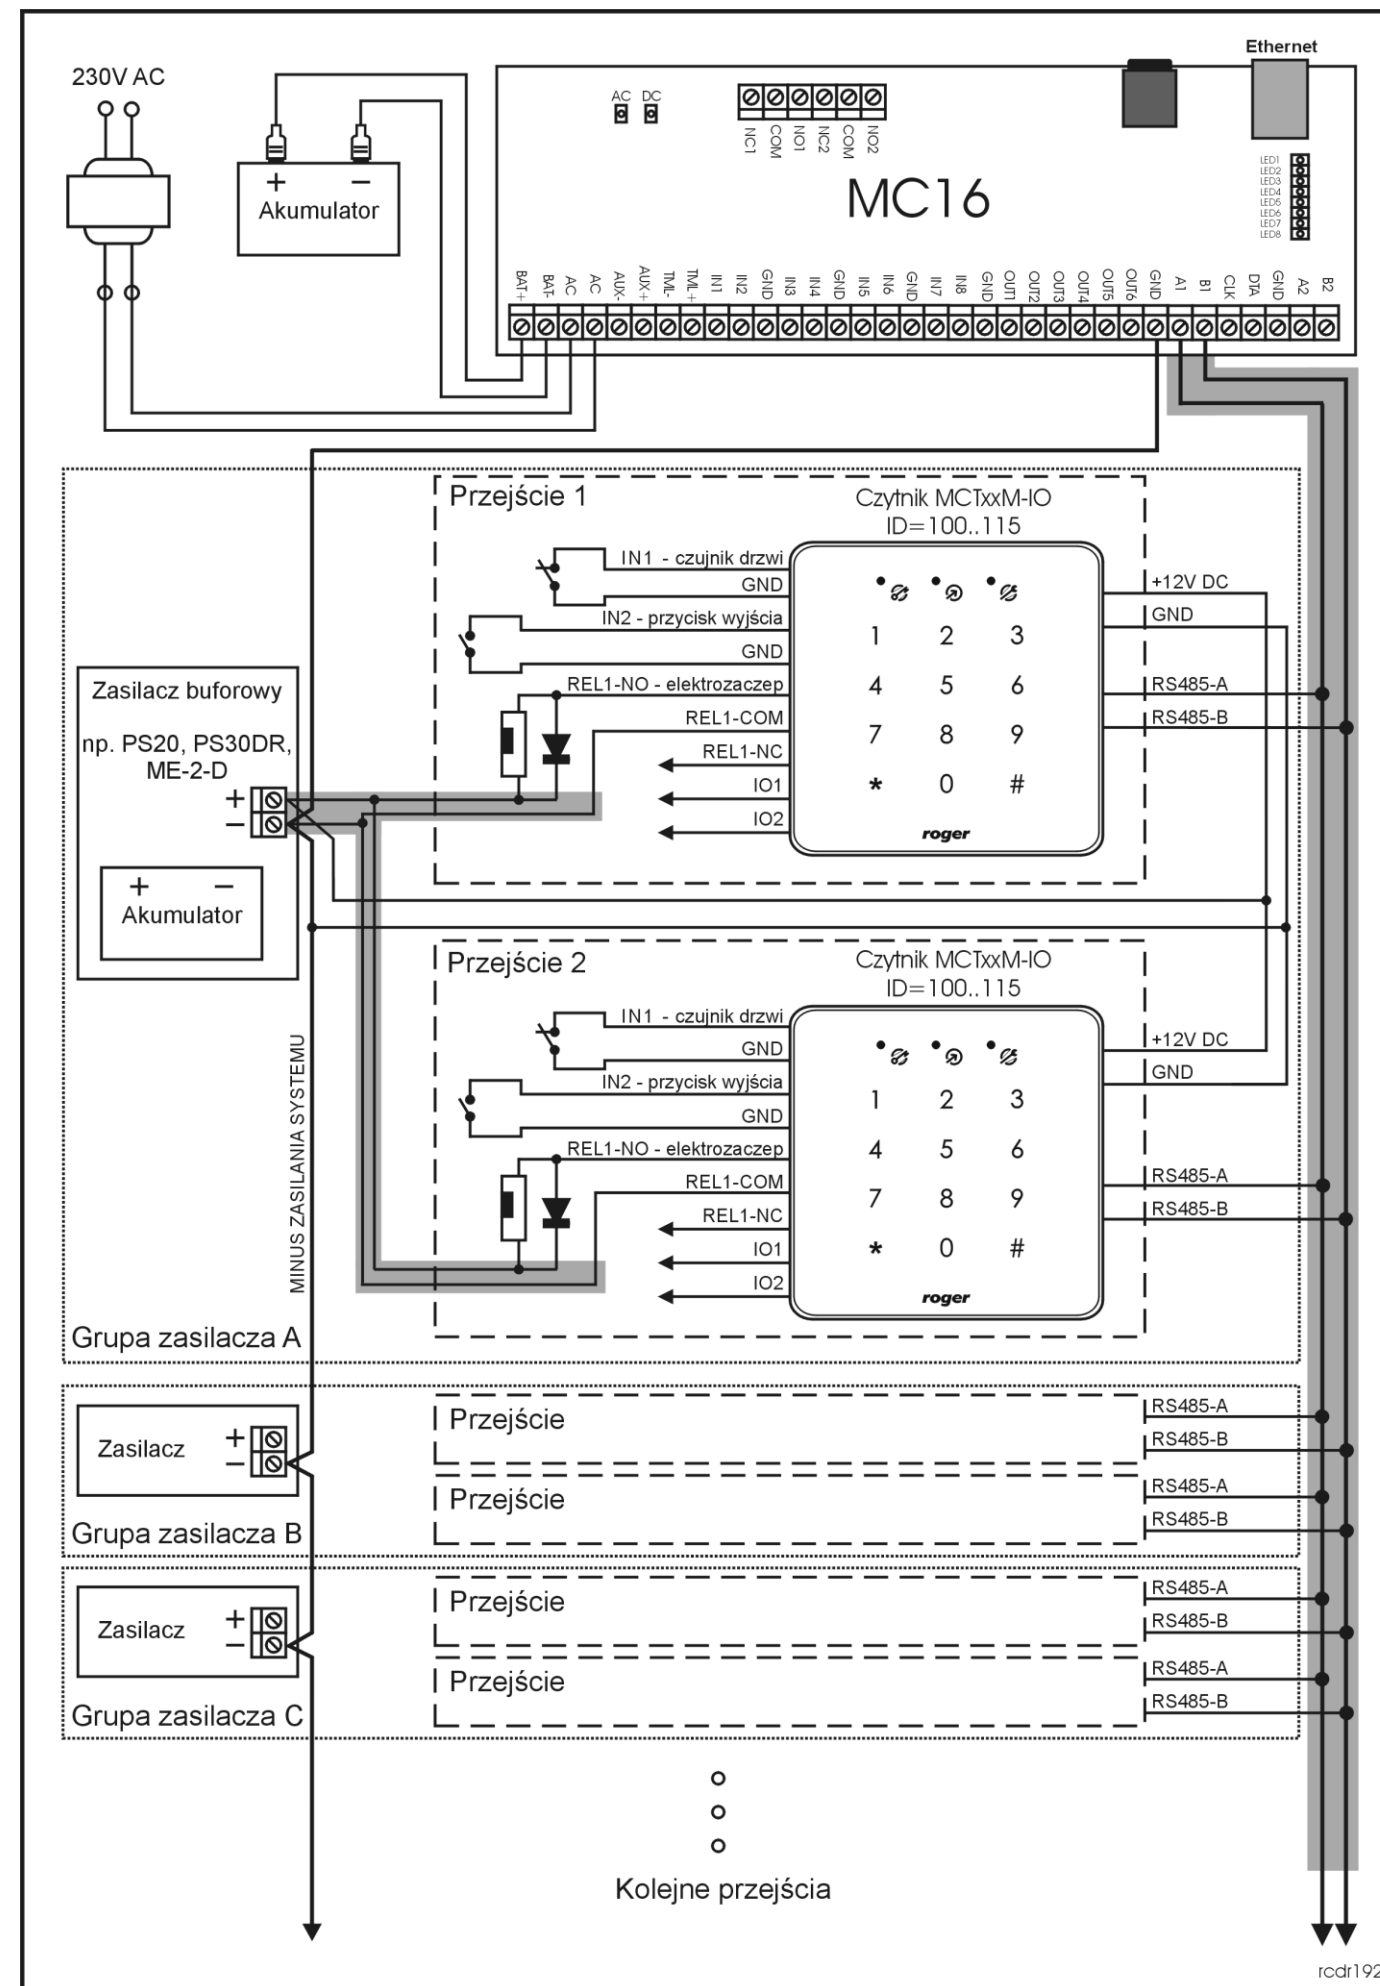 Ethernet
230V AC
AC DC
NC1 COM NO1 NC2 COM NO2
MC16
LED1
LED2
LED3
LED4
LED5
LED6
LED7
LED8
+ −
Akumulator
BAT+ BAT- AC AC AUX- AUX+ TML- TML+ IN1 IN2 GND IN3 IN4 GND IN5 IN6 GND IN7 IN8 GND OUT1 OUT2 OUT3 OUT4 OUT5 OUT6 GND A1 B1 CLK DTA GND A2 B2
Przejście 1
Czytnik MCTxxM-IO
ID=100..115
IN1 - czujnik drzwi
GND
IN2 - przycisk wyjścia
GND
REL1-NO - elektrozaczep
REL1-COM
REL1-NC
IO1
IO2
1 2 3
4 5 6
7 8 9
* 0 #
roger
+12V DC
GND
RS485-A
RS485-B
Zasilacz buforowy
np. PS20, PS30DR,
ME-2-D
+
−
+ −
Akumulator
MINUS ZASILANIA SYSTEMU
Przejście 2
Czytnik MCTxxM-IO
ID=100..115
IN1 - czujnik drzwi
GND
IN2 - przycisk wyjścia
GND
REL1-NO - elektrozaczep
REL1-COM
REL1-NC
IO1
IO2
1 2 3
4 5 6
7 8 9
* 0 #
roger
+12V DC
GND
RS485-A
RS485-B
Grupa zasilacza A
Zasilacz
+
−
Przejście
RS485-A
RS485-B
Przejście
RS485-A
RS485-B
Grupa zasilacza B
Zasilacz
+
−
Przejście
RS485-A
RS485-B
Przejście
RS485-A
RS485-B
Grupa zasilacza C
Kolejne przejścia
rcdr192